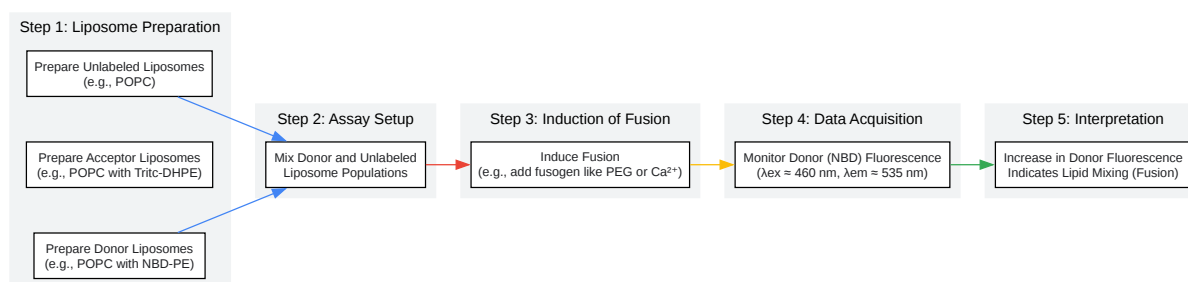 Step 1: Liposome Preparation
Prepare Unlabeled Liposomes
(e.g., POPC)
Prepare Acceptor Liposomes
(e.g., POPC with Tritc-DHPE)
Prepare Donor Liposomes
(e.g., POPC with NBD-PE)
Step 2: Assay Setup
Mix Donor and Unlabeled
Liposome Populations
Step 3: Induction of Fusion
Induce Fusion
(e.g., add fusogen like PEG or Ca²⁺)
Step 4: Data Acquisition
Monitor Donor (NBD) Fluorescence
(λex ≈ 460 nm, λem ≈ 535 nm)
Step 5: Interpretation
Increase in Donor Fluorescence
Indicates Lipid Mixing (Fusion)